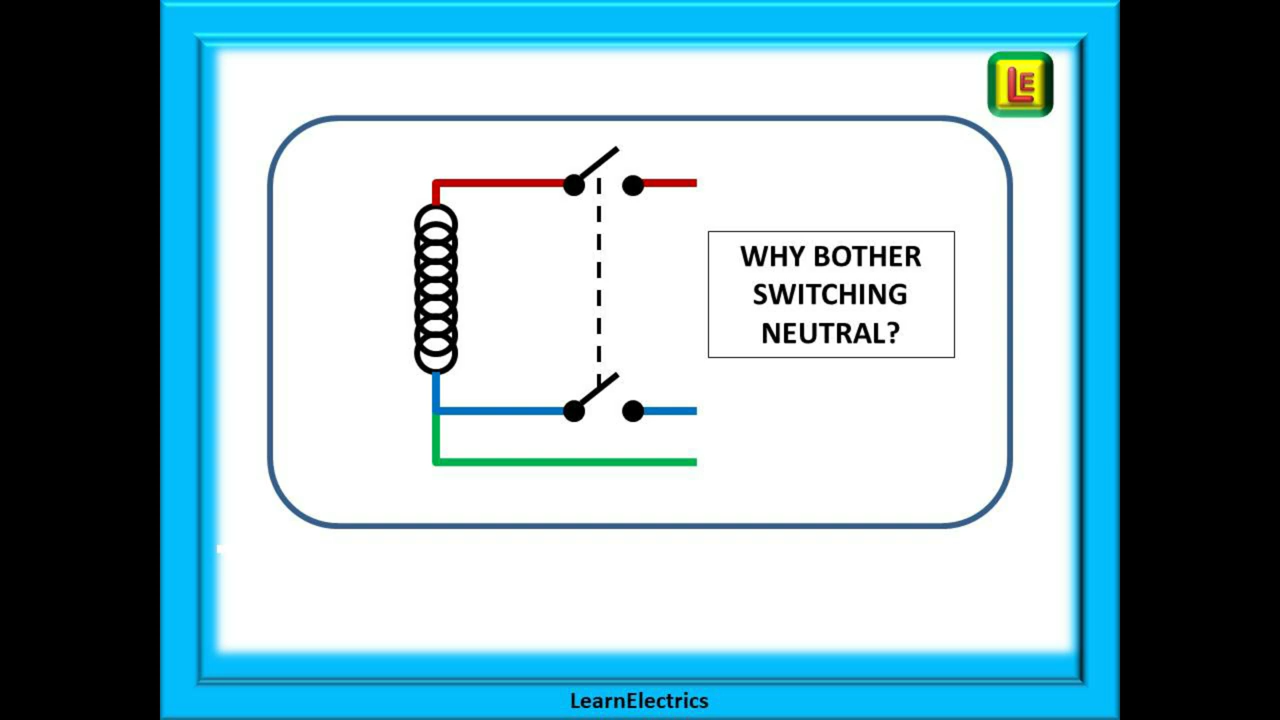 LE
WHY BOTHER
SWITCHING
NEUTRAL?
LearnElectrics